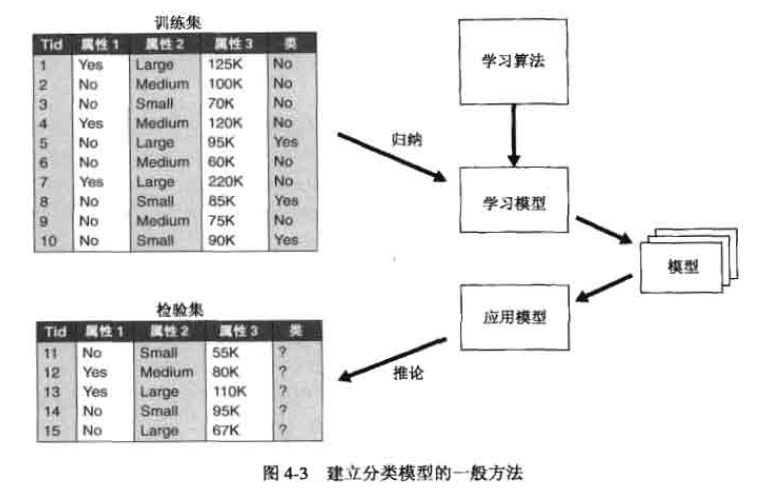 训练集
Tid 属性 1 属性 2 属性 3 类
1 Yes Large 125K No
2 No Medium 100K No
3 No Small 70K No
4 Yes Medium 120K No
5 No Large 95K Yes
6 No Medium 60K No
7 Yes Large 220K No
8 No Small 85K Yes
9 No Medium 75K No
10 No Small 90K Yes
学习算法
归纳
学习模型
模型
应用模型
推论
检验集
Tid 属性 1 属性 2 属性 3 类
11 No Small 55K ?
12 Yes Medium 80K ?
13 Yes Large 110K ?
14 No Small 95K ?
15 No Large 67K ?
图 4-3 建立分类模型的一般方法